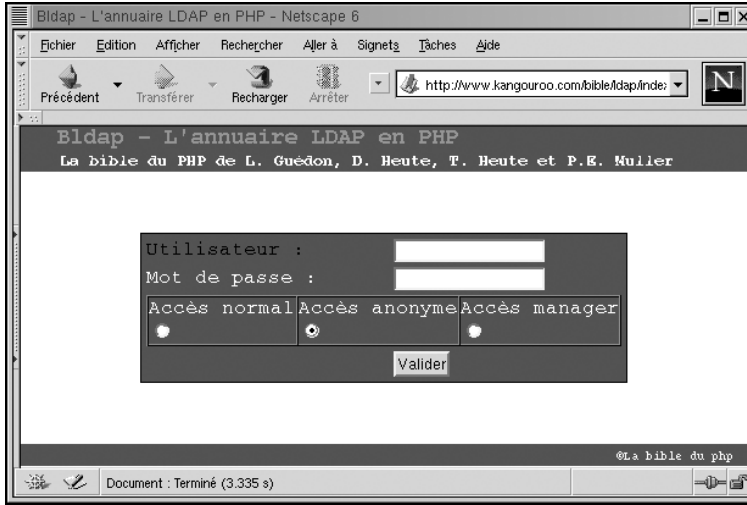 Bldap - L'annuaire LDAP en PHP - Netscape 6
Fichier Edition Afficher Rechercher Aller à Signets Tâches Aide
Précédent Transférer Recharger Arrêter http://www.kangouroo.com/bible/ldap/index N
Bldap - L'annuaire LDAP en PHP
La bible du PHP de L. Guédon, D. Heute, T. Heute et P.E. Muller
Utilisateur :
Mot de passe :
Accès normal Accès anonyme Accès manager
Valider
©La bible du php
Document : Terminé (3.335 s)